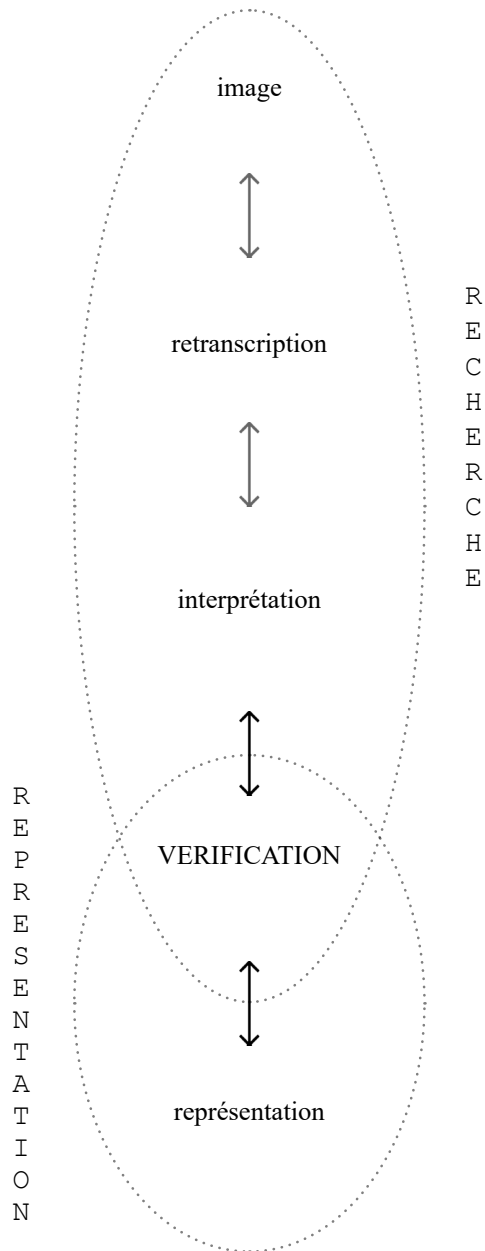 image
retranscription
RECHERCHE
interprétation
VERIFICATION
REPRESENTATION
représentation